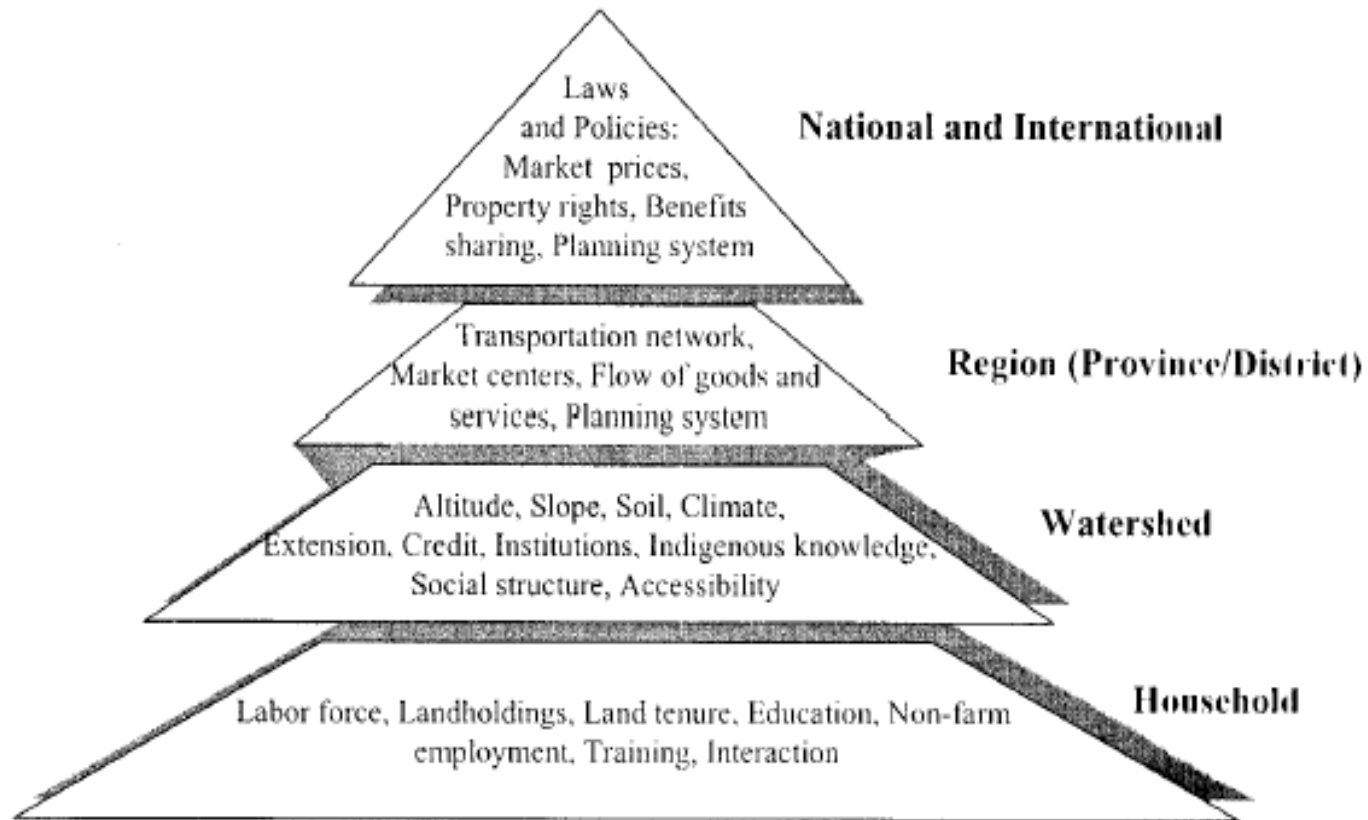 Laws
and Policies:
Market prices,
Property rights, Benefits
sharing, Planning system
National and International
Transportation network,
Market centers, Flow of goods and
services, Planning system
Region (Province/District)
Altitude, Slope, Soil, Climate,
Extension, Credit, Institutions, Indigenous knowledge,
Social structure, Accessibility
Watershed
Labor force, Landholdings, Land tenure, Education, Non-farm
employment, Training, Interaction
Household